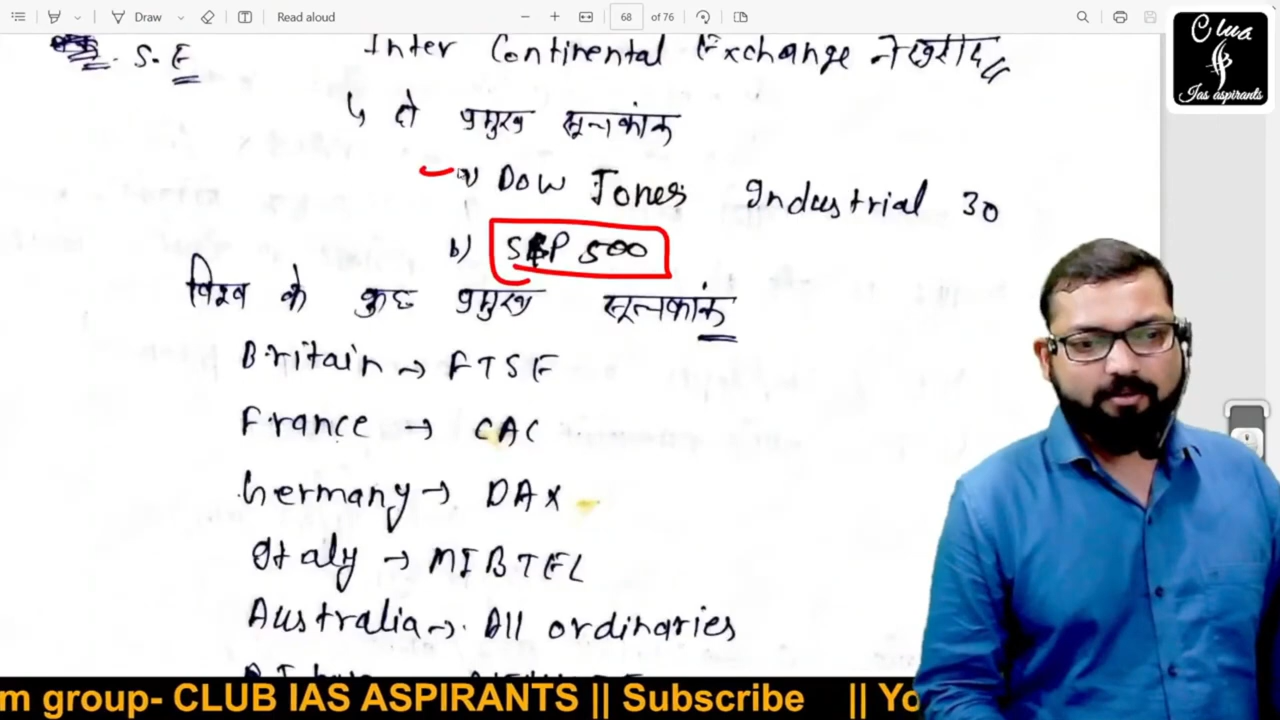 Draw
Read aloud
68 of 76
Club
Ias aspirants
S.E Inter Continental Exchange ने खरीदा
↳ दो प्रमुख सूचकांक
a) Dow Jones Industrial 30
b) S&P 500
विश्व के कुछ प्रमुख सूचकांक
Britain → FTSE
France → CAC
Germany → DAX
Italy → MIBTEL
Australia → All ordinaries
m group- CLUB IAS ASPIRANTS || Subscribe || Yo